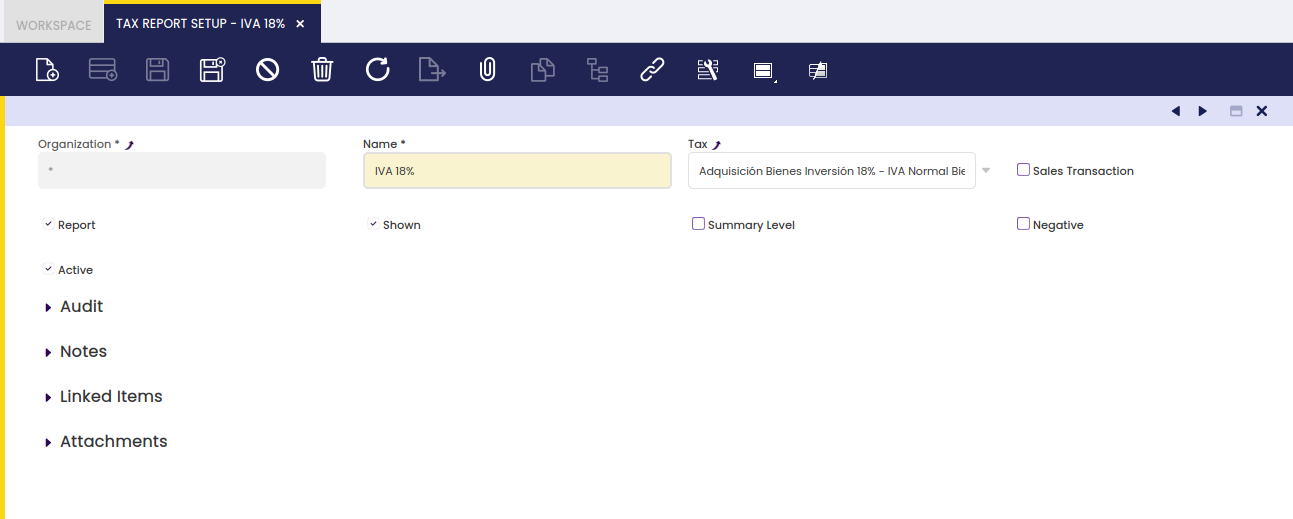 WORKSPACE
TAX REPORT SETUP - IVA 18%
Organization *
Name *
Tax
*
IVA 18%
Adquisición Bienes Inversión 18% - IVA Normal Bie
Sales Transaction
Report
Shown
Summary Level
Negative
Active
Audit
Notes
Linked Items
Attachments